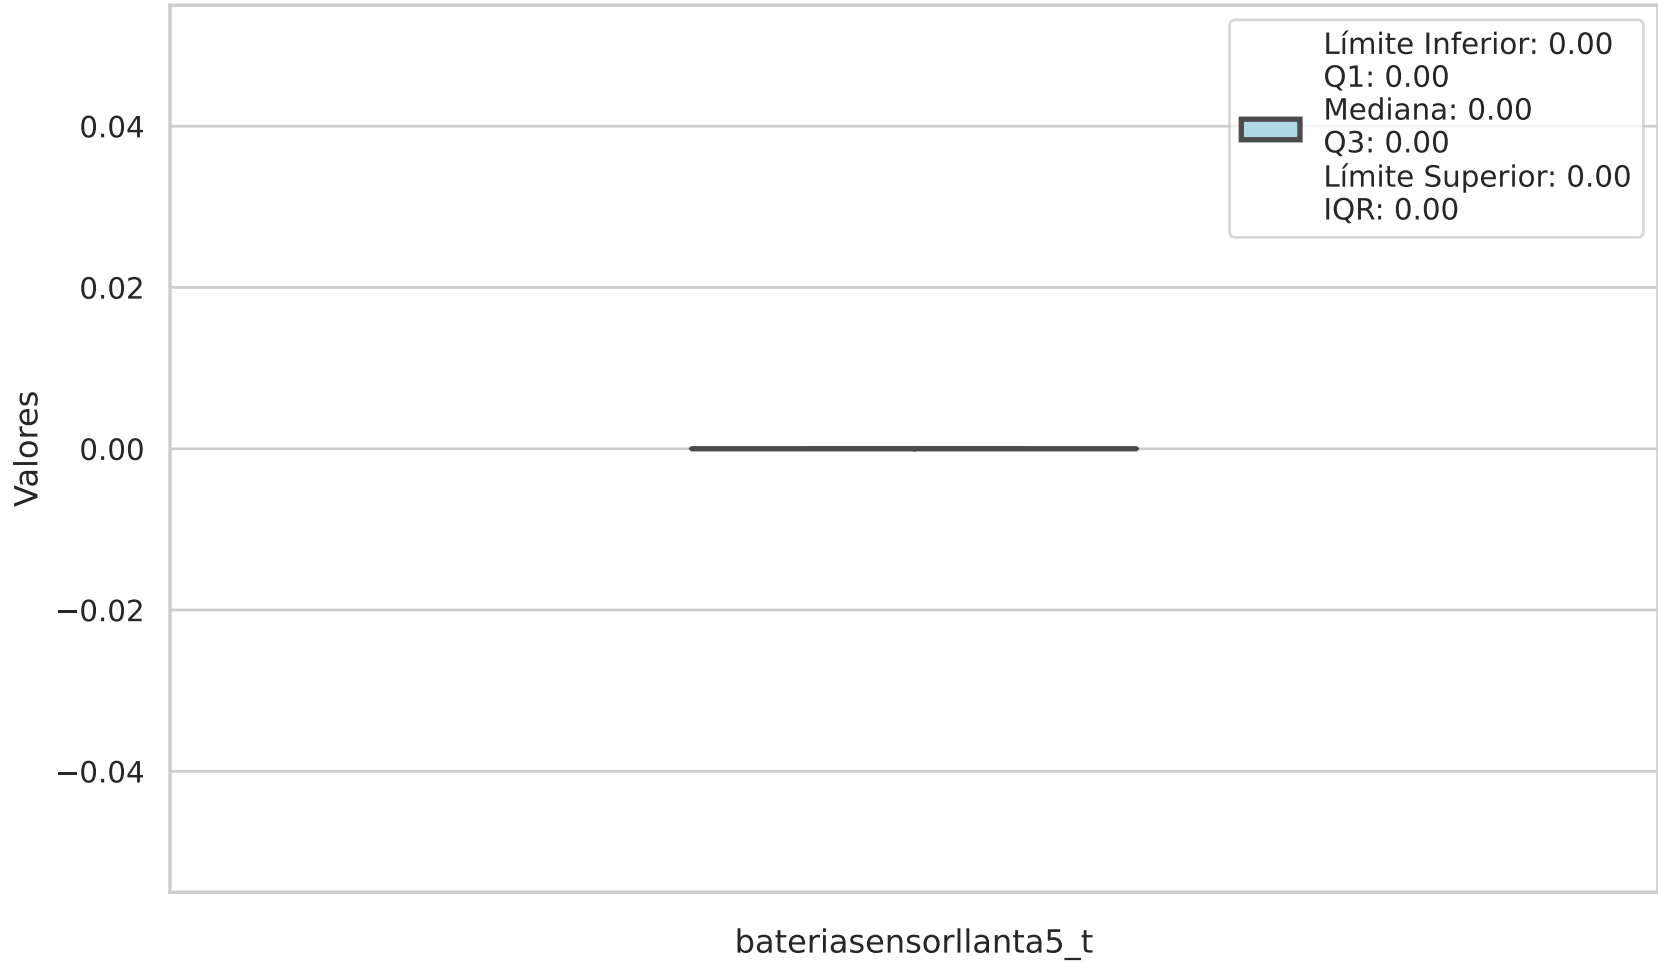 Límite Inferior: 0.00
Q1: 0.00
Mediana: 0.00
Q3: 0.00
Límite Superior: 0.00
IQR: 0.00
0.04
0.02
0.00
−0.02
−0.04
Valores
bateriasensorllanta5_t